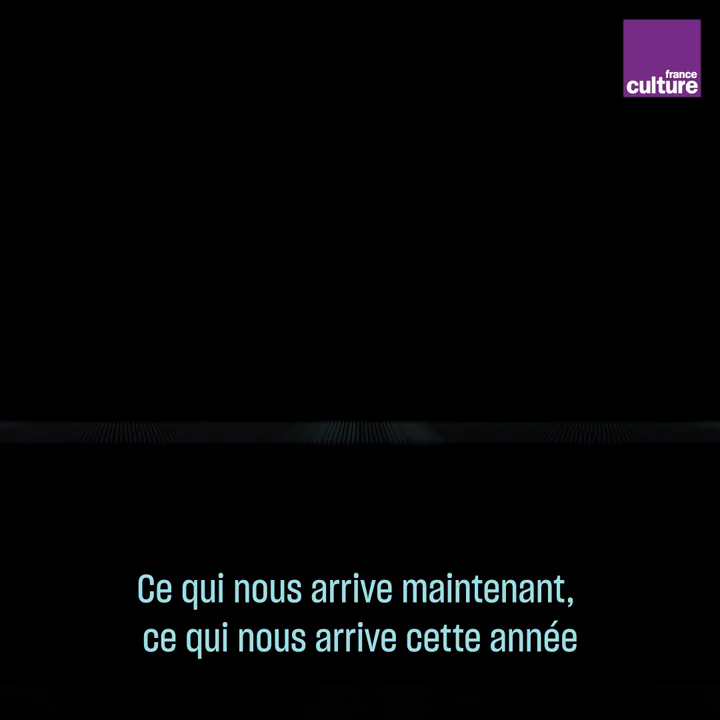 france
culture
Ce qui nous arrive maintenant,
ce qui nous arrive cette année